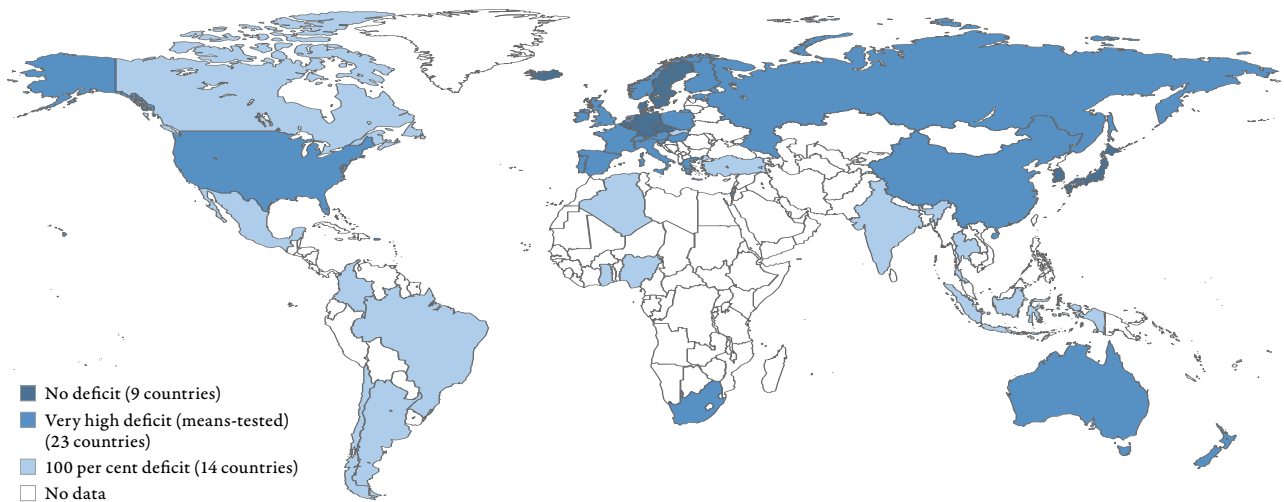 No deficit (9 countries)
Very high deficit (means-tested)
(23 countries)
100 per cent deficit (14 countries)
No data